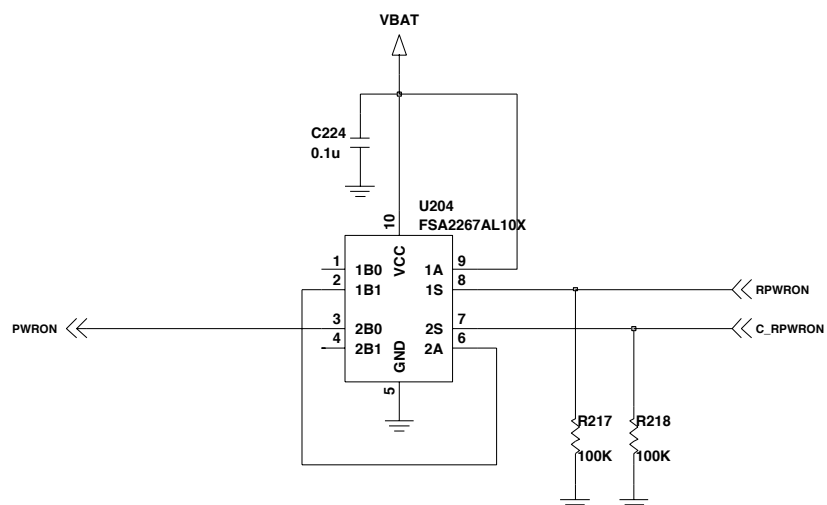 VBAT
C224
0.1u
U204
FSA2267AL10X
10
VCC
1 1B0 1A 9
2 1B1 1S 8 RPWRON
PWRON 3 2B0 2S 7 C_RPWRON
4 2B1 2A 6
GND
5
R217 R218
100K 100K